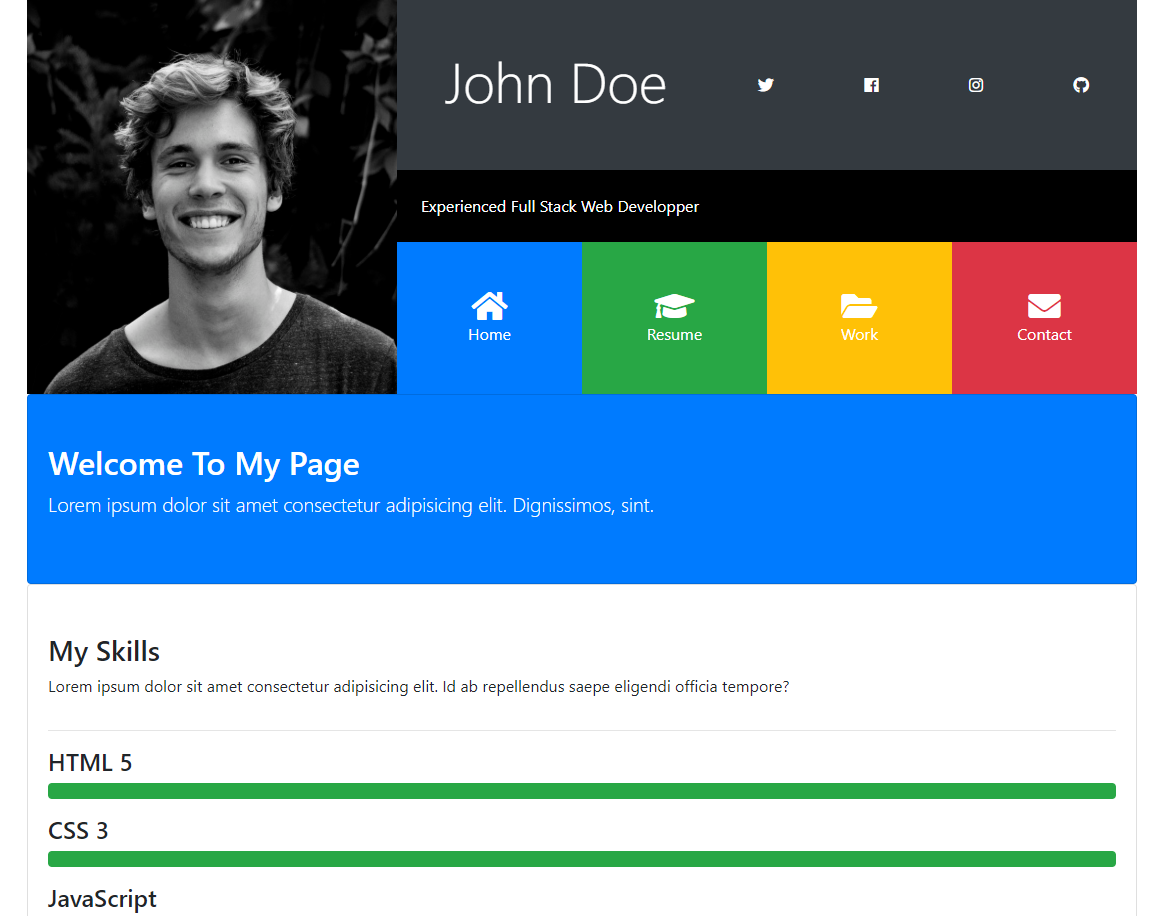 John Doe
Experienced Full Stack Web Developper
Home
Resume
Work
Contact
Welcome To My Page
Lorem ipsum dolor sit amet consectetur adipisicing elit. Dignissimos, sint.
My Skills
Lorem ipsum dolor sit amet consectetur adipisicing elit. Id ab repellendus saepe eligendi officia tempore?
HTML 5
CSS 3
JavaScript